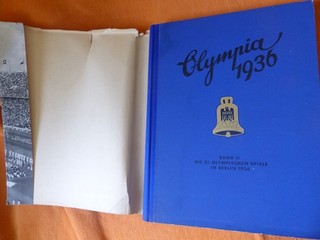 Olympia
1936
BAND II
DIE XI. OLYMPISCHEN SPIELE
IN BERLIN 1936